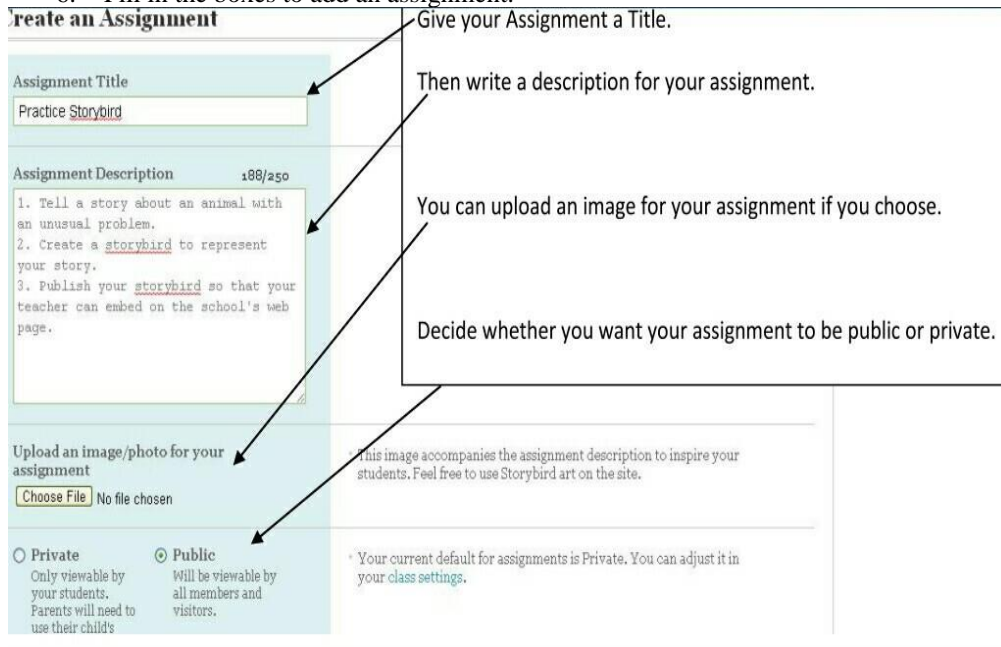 Fill in the boxes to add an assignment.
Create an Assignment
Give your Assignment a Title.
Then write a description for your assignment.
You can upload an image for your assignment if you choose.
Decide whether you want your assignment to be public or private.
Assignment Title
Practice Storybird
Assignment Description 188/250
1. Tell a story about an animal with
an unusual problem.
2. Create a storybird to represent
your story.
3. Publish your storybird so that your
teacher can embed on the school's web
page.
Upload an image/photo for your
assignment
Choose File No file chosen
This image accompanies the assignment description to inspire your
students. Feel free to use Storybird art on the site.
Private
Only viewable by
your students.
Parents will need to
use their child's
Public
Will be viewable by
all members and
visitors.
Your current default for assignments is Private. You can adjust it in
your class settings.